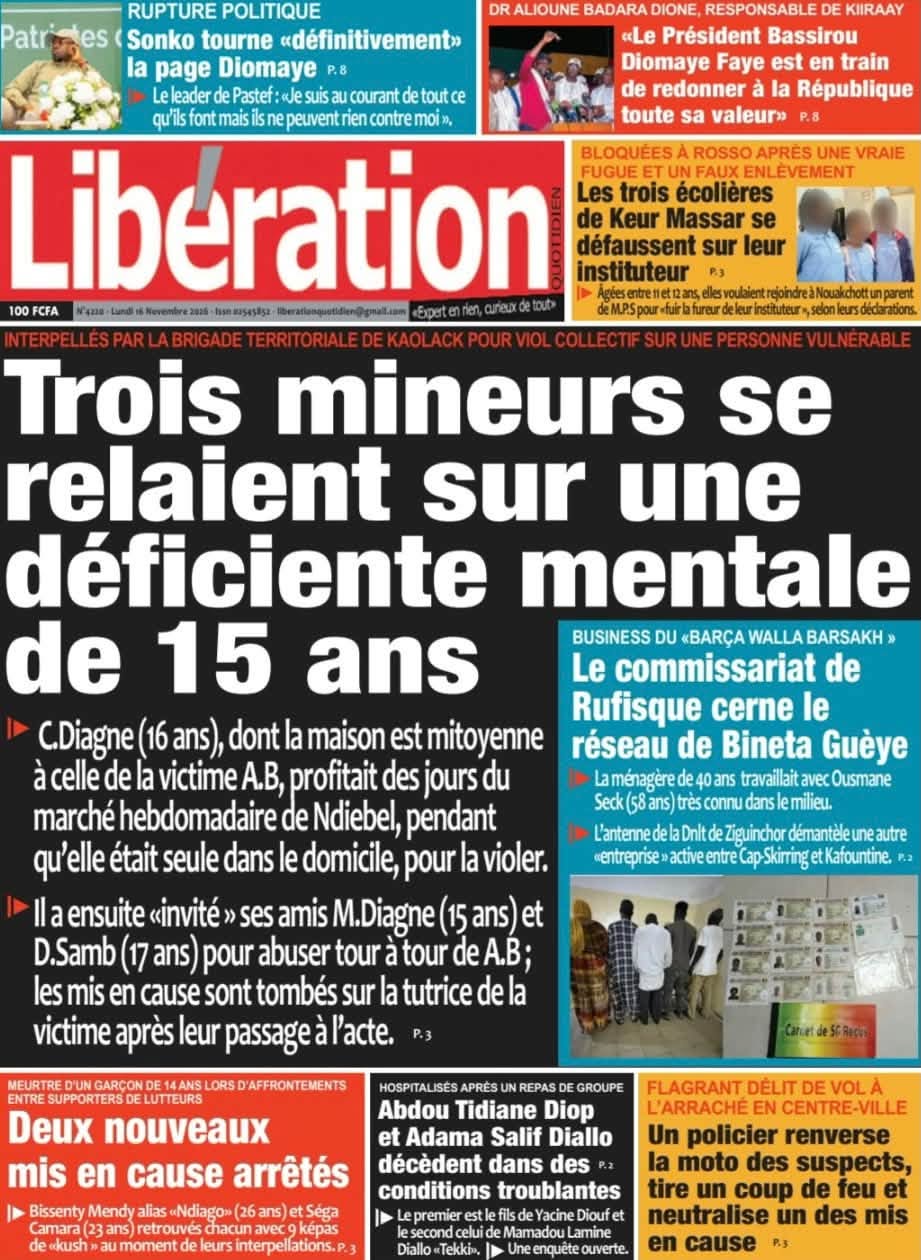 RUPTURE POLITIQUE
Sonko tourne «définitivement»
la page Diomaye P. 8
Le leader de Pastef : «Je suis au courant de tout ce
qu'ils font mais ils ne peuvent rien contre moi ».
Patriotes
DR ALIOUNE BADARA DIONE, RESPONSABLE DE KIIRAAY
«Le Président Bassirou
Diomaye Faye est en train
de redonner à la République
toute sa valeur» P. 8
Libération
QUOTIDIEN
100 FCFA
N°4220 - Lundi 16 Novembre 2026 - Issn 02545852 - liberationquotidien@gmail.com
«Expert en rien, curieux de tout»
BLOQUÉES À ROSSO APRÈS UNE VRAIE
FUGUE ET UN FAUX ENLÈVEMENT
Les trois écolières
de Keur Massar se
défaussent sur leur
instituteur P. 3
Âgées entre 11 et 12 ans, elles voulaient rejoindre à Nouakchott un parent
de M.P.S pour «fuir la fureur de leur instituteur », selon leurs déclarations.
INTERPELLÉS PAR LA BRIGADE TERRITORIALE DE KAOLACK POUR VIOL COLLECTIF SUR UNE PERSONNE VULNÉRABLE
Trois mineurs se
relaient sur une
déficiente mentale
de 15 ans
C.Diagne (16 ans), dont la maison est mitoyenne
à celle de la victime A.B, profitait des jours du
marché hebdomadaire de Ndiebel, pendant
qu'elle était seule dans le domicile, pour la violer.
Il a ensuite «invité » ses amis M.Diagne (15 ans) et
D.Samb (17 ans) pour abuser tour à tour de A.B ;
les mis en cause sont tombés sur la tutrice de la
victime après leur passage à l'acte. P. 3
BUSINESS DU «BARÇA WALLA BARSAKH »
Le commissariat de
Rufisque cerne le
réseau de Bineta Guèye
La ménagère de 40 ans travaillait avec Ousmane
Seck (58 ans) très connu dans le milieu.
L'antenne de la Dnlt de Ziguinchor démantèle une autre
«entreprise » active entre Cap-Skirring et Kafountine. P. 2
Carnet de 50 Reçus
MEURTRE D'UN GARÇON DE 14 ANS LORS D'AFFRONTEMENTS
ENTRE SUPPORTERS DE LUTTEURS
Deux nouveaux
mis en cause arrêtés
Bissenty Mendy alias «Ndiago» (26 ans) et Séga
Camara (23 ans) retrouvés chacun avec 9 képas
de «kush » au moment de leurs interpellations. P. 3
HOSPITALISÉS APRÈS UN REPAS DE GROUPE
Abdou Tidiane Diop
et Adama Salif Diallo
décèdent dans des P. 2
conditions troublantes
Le premier est le fils de Yacine Diouf et
le second celui de Mamadou Lamine
Diallo «Tekki». Une enquête ouverte.
FLAGRANT DÉLIT DE VOL À
L'ARRACHÉ EN CENTRE-VILLE
Un policier renverse
la moto des suspects,
tire un coup de feu et
neutralise un des mis
en cause P. 3